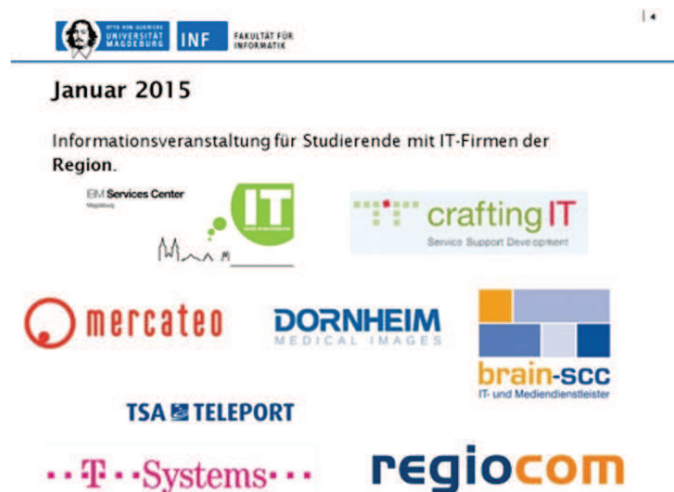 OTTO VON GUERICKE
UNIVERSITÄT
MAGDEBURG
INF
FAKULTÄT FÜR
INFORMATIK
| 4
Januar 2015
Informationsveranstaltung für Studierende mit IT-Firmen der
Region.
IBM Services Center
Magdeburg
IT
crafting IT
Service Support Development
mercateo
DORNHEIM
MEDICAL IMAGES
brain-scc
IT- und Mediendienstleister
TSA TELEPORT
··T··Systems···
regiocom